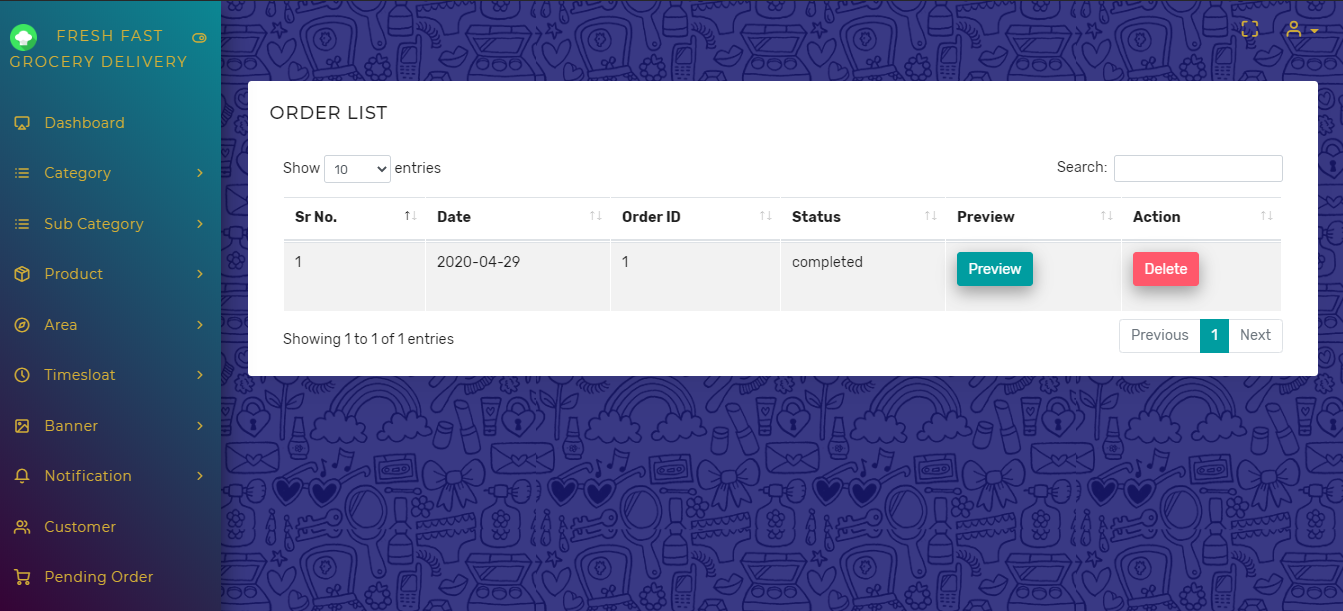 FRESH FAST
GROCERY DELIVERY
Dashboard
Category
Sub Category
Product
Area
Timesloat
Banner
Notification
Customer
Pending Order
ORDER LIST
Show 10 entries
Search:
Sr No. Date Order ID Status Preview Action
1 2020-04-29 1 completed Preview Delete
Showing 1 to 1 of 1 entries
Previous 1 Next